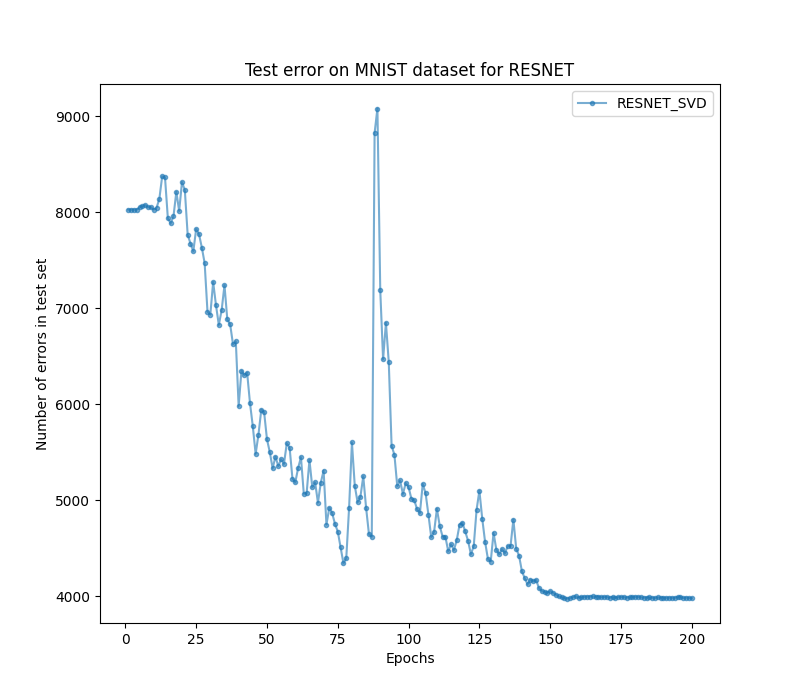 Test error on MNIST dataset for RESNET
RESNET_SVD
9000
8000
7000
6000
5000
4000
Number of errors in test set
0 25 50 75 100 125 150 175 200
Epochs